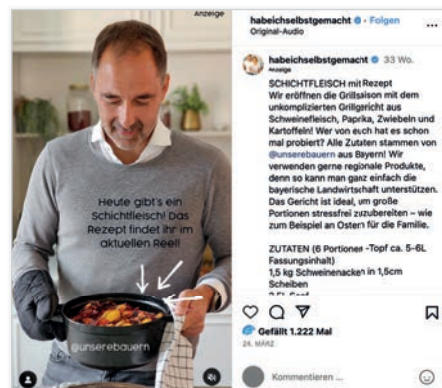 Anzeige
Heute gibt's ein
Schichtfleisch! Das
Rezept findet ihr im
aktuellen Reel!
@unserebauern
habeichselbstgemacht • Folgen
Original-Audio
habeichselbstgemacht 33 Wo.
Anzeige
SCHICHTFLEISCH mit Rezept
Wir eröffnen die Grillsaison mit dem
unkomplizierten Grillgericht aus
Schweinefleisch, Paprika, Zwiebeln und
Kartoffeln! Wer von euch hat es schon
mal probiert? Alle Zutaten stammen von
@unserebauern aus Bayern! Wir
verwenden gerne regionale Produkte,
denn so kann man ganz einfach die
bayerische Landwirtschaft unterstützen.
Das Gericht ist ideal, um große
Portionen stressfrei zuzubereiten – wie
zum Beispiel an Ostern für die Familie.
ZUTATEN (6 Portionen -Topf ca. 5-6L
Fassungsinhalt)
1,5 kg Schweinenacken in 1,5cm
Scheiben
Gefällt 1.222 Mal
24. MÄRZ
Kommentieren ...